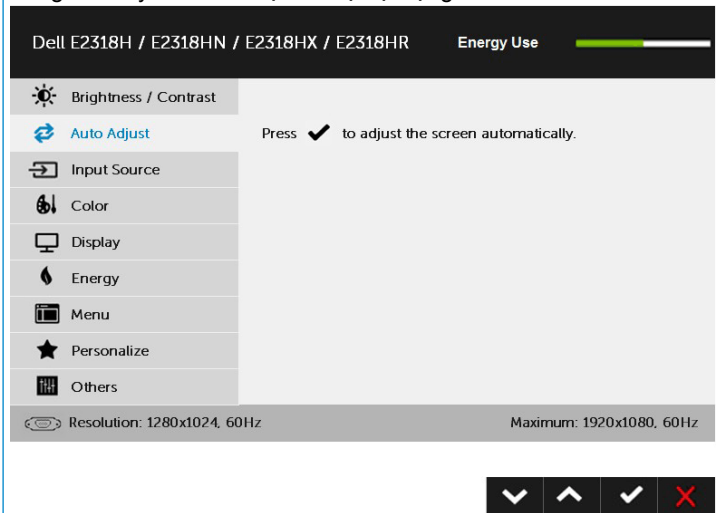 Dell E2318H / E2318HN / E2318HX / E2318HR Energy Use
Brightness / Contrast
Auto Adjust
Press ✓ to adjust the screen automatically.
Input Source
Color
Display
Energy
Menu
Personalize
Others
Resolution: 1280x1024, 60Hz Maximum: 1920x1080, 60Hz